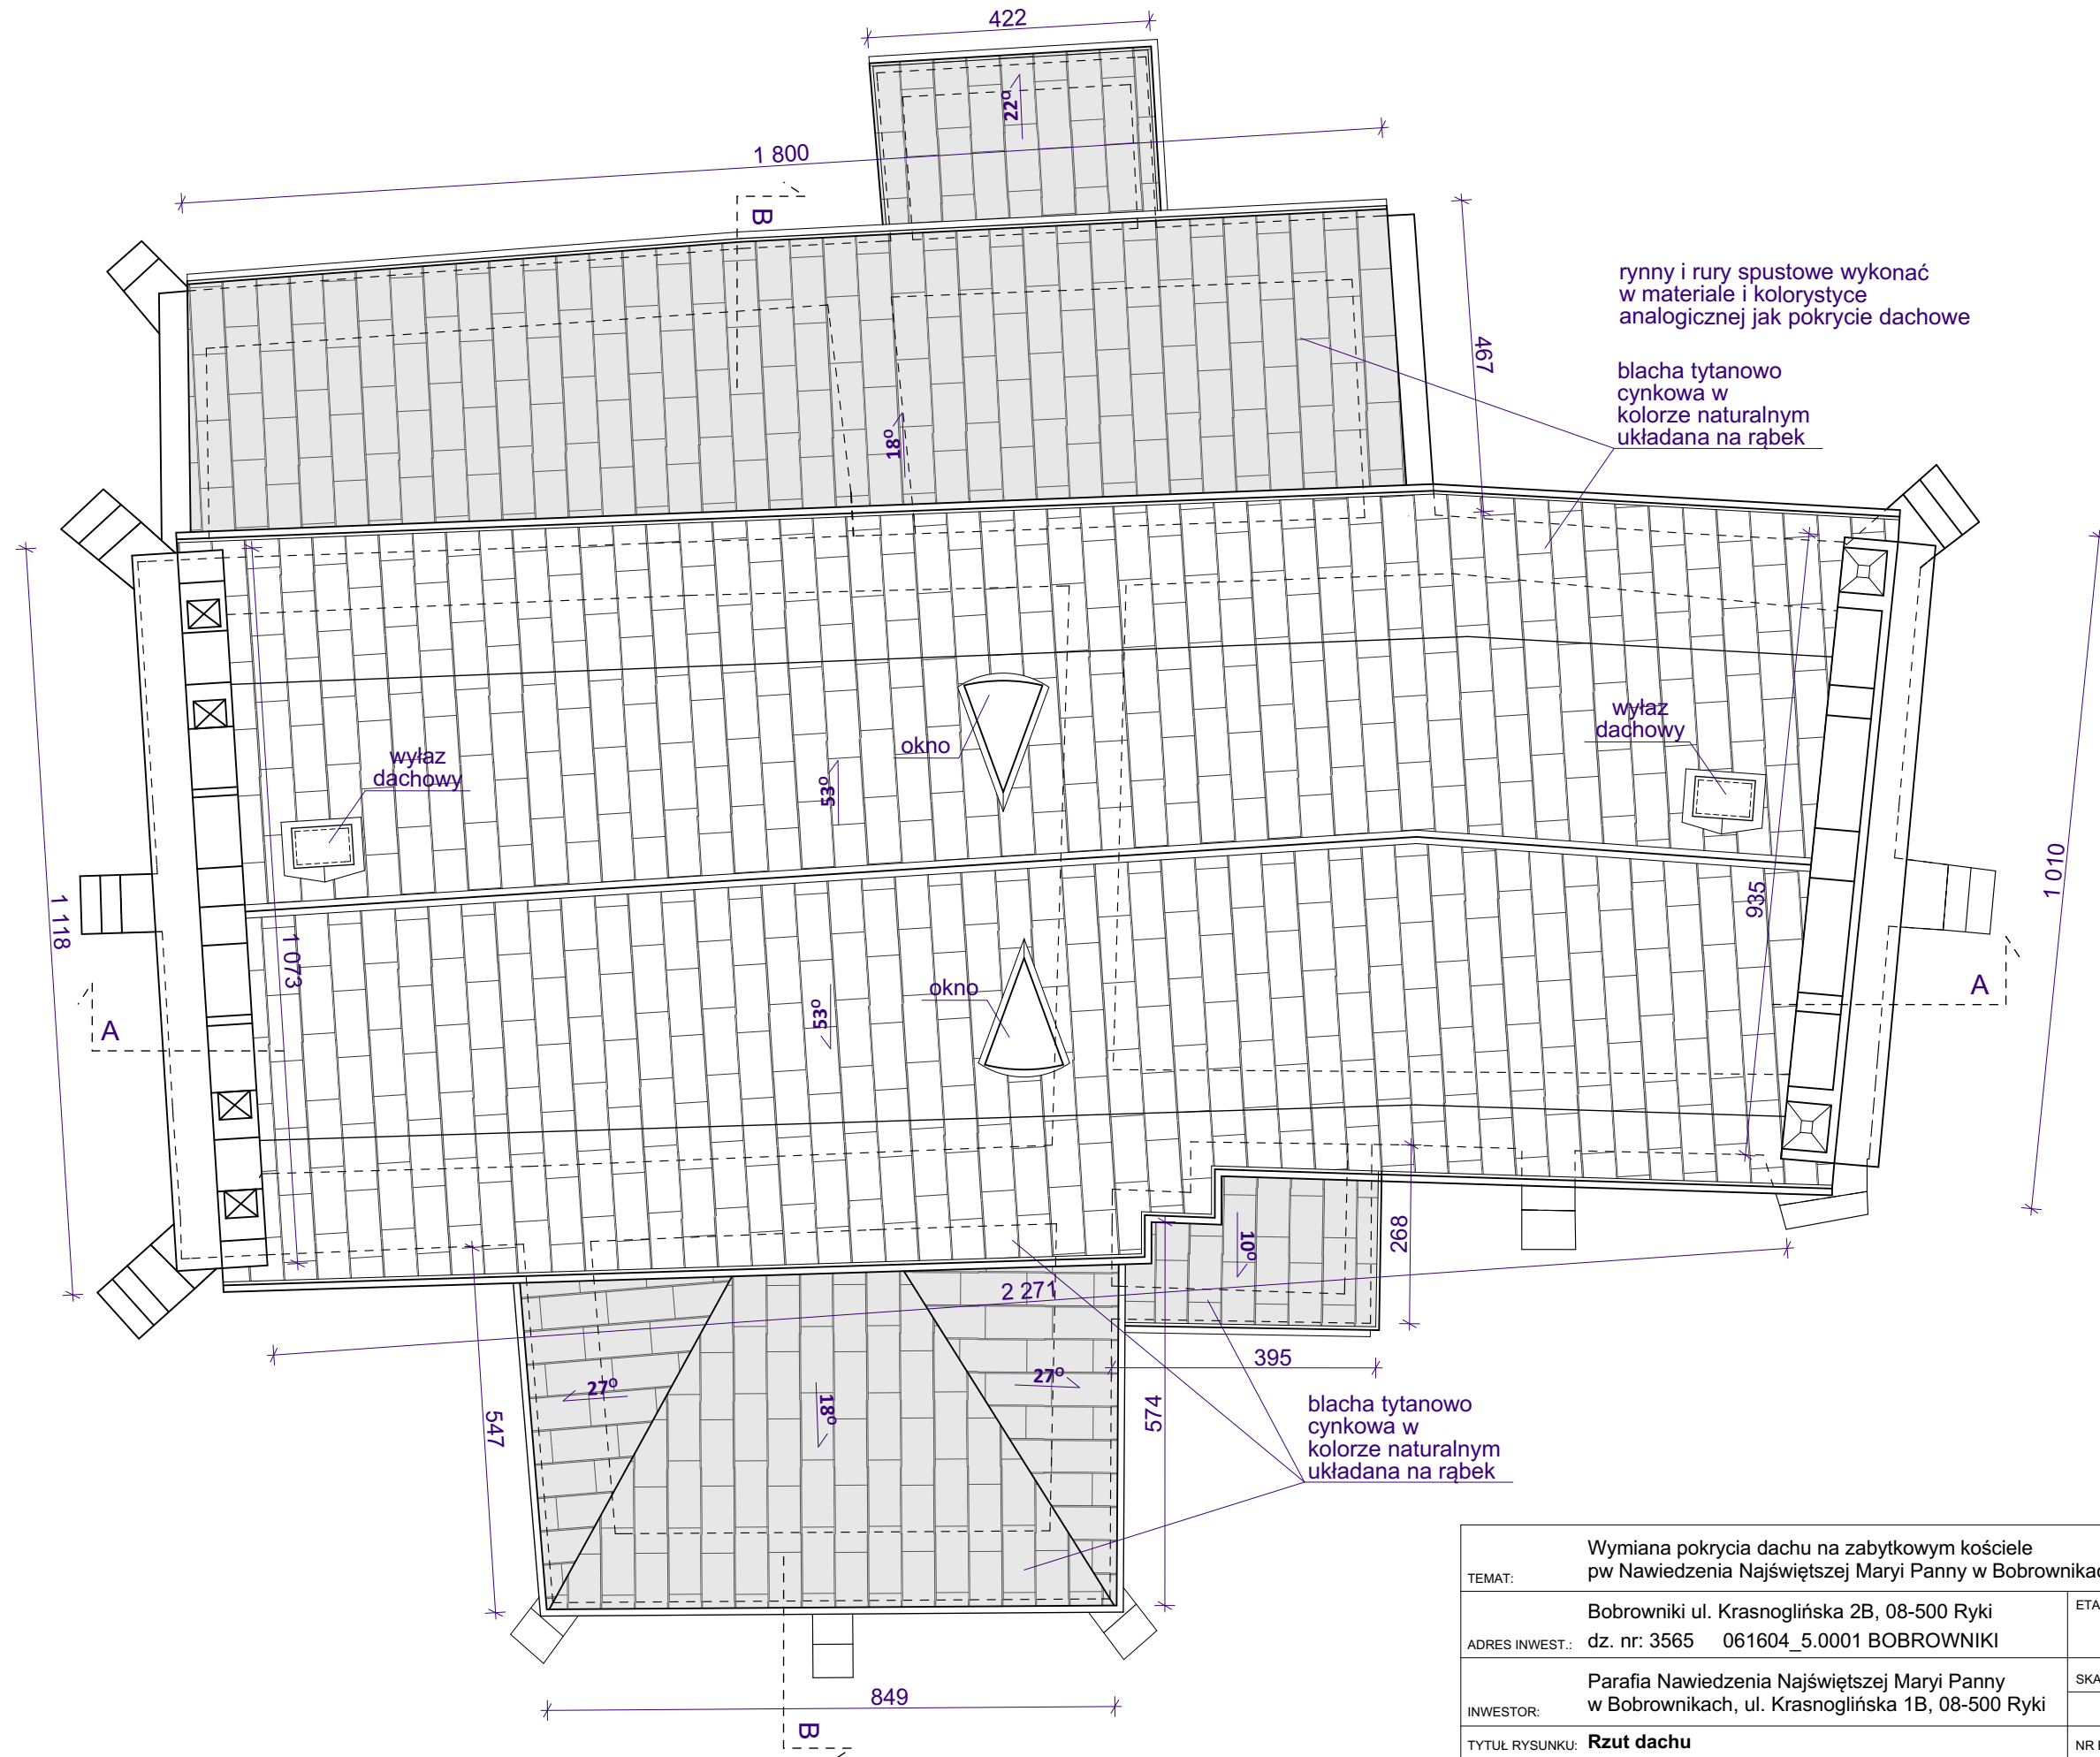 422
22°
1 800
B
467
rynny i rury spustowe wykonać
w materiale i kolorystyce
analogicznej jak pokrycie dachowe
blacha tytanowo
cynkowa w
kolorze naturalnym
układana na rąbek
18°
wyłaz
dachowy
okno
53°
wyłaz
dachowy
1 118
1 073
935
1 010
A
53°
okno
A
10°
268
2 271
395
27°
18°
27°
547
574
blacha tytanowo
cynkowa w
kolorze naturalnym
układana na rąbek
849
B
TEMAT:
Wymiana pokrycia dachu na zabytkowym kościele
pw Nawiedzenia Najświętszej Maryi Panny w
ADRES INWEST.:
Bobrowniki ul. Krasnoglińska 2B, 08-500 Ryki
dz. nr: 3565 061604_5.0001 BOBROWNIKI
INWESTOR:
Parafia Nawiedzenia Najświętszej Maryi Panny
w Bobrownikach, ul. Krasnoglińska 1B, 08-500 Ryki
TYTUŁ RYSUNKU: Rzut dachu
NR